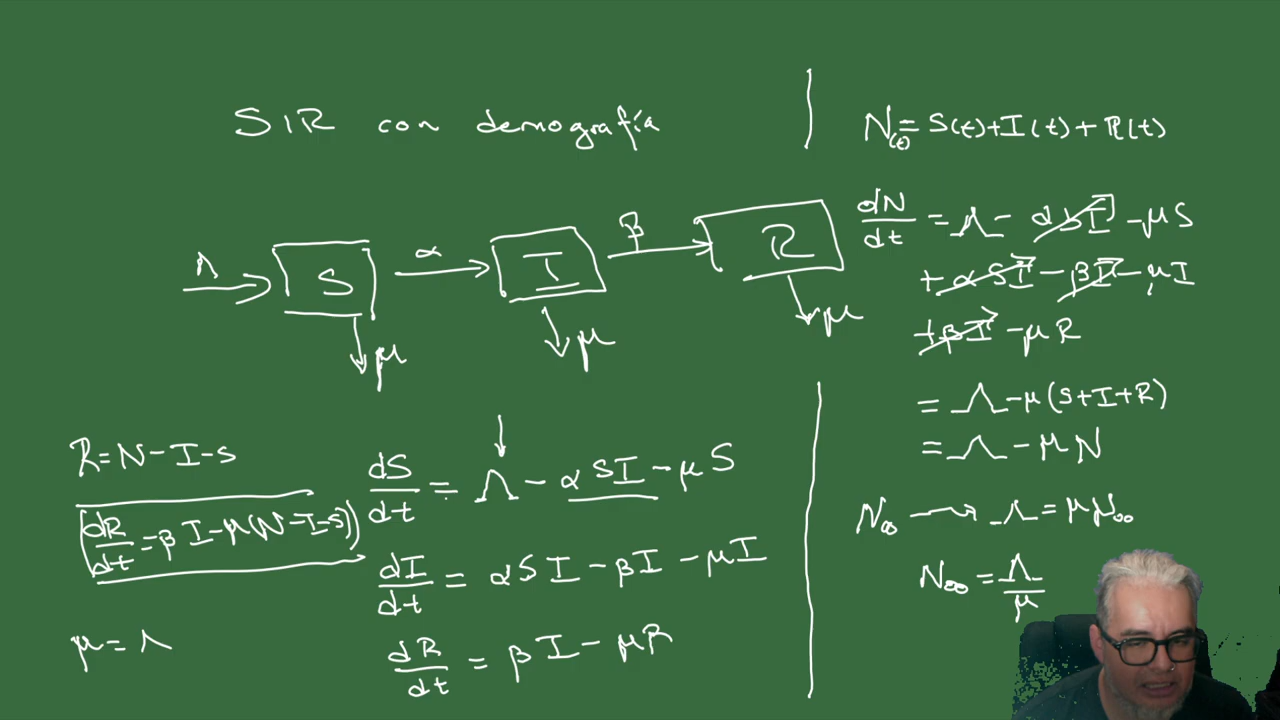 SIR con demografía
Λ
S
α
I
β
R
μ
μ
μ
R=N-I-S
dR/dt=βI-μ(N-I-S)
μ=Λ
dS/dt = Λ - αSI - μS
dI/dt = αSI - βI - μI
dR/dt = βI - μR
N(t)=S(t)+I(t)+R(t)
dN/dt = Λ - αSI - μS
+αSI-βI-μI
+βI-μR
= Λ-μ(S+I+R)
= Λ-μN
N∞ → Λ=μμ∞
N∞ = Λ/μ